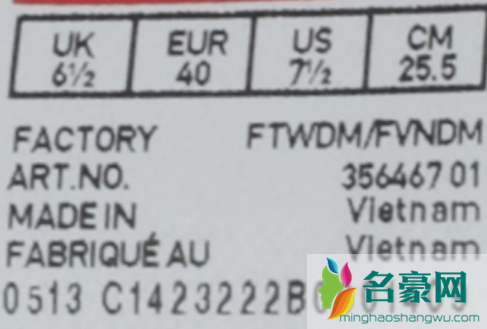 UK EUR US CM
6½ 40 7½ 25.5
FACTORY FTWDM/FVNDM
ART.NO. 356467 01
MADE IN Vietnam
FABRIQUÉ AU Vietnam
0513 C1423222B
名豪网
minghaoshangwu.com